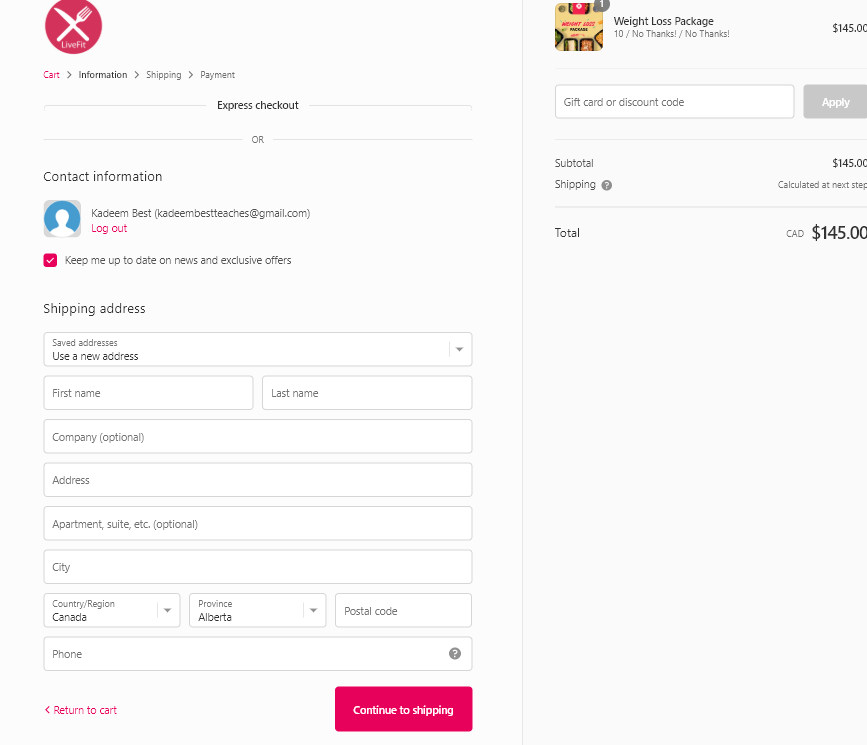 LiveFit
Cart > Information > Shipping > Payment
Express checkout
OR
Contact information
Kadeem Best (kadeembestteaches@gmail.com)
Log out
Keep me up to date on news and exclusive offers
Shipping address
Saved addresses
Use a new address
First name
Last name
Company (optional)
Address
Apartment, suite, etc. (optional)
City
Country/Region
Canada
Province
Alberta
Postal code
Phone
?
< Return to cart
Continue to shipping
1
WEIGHT LOSS
PACKAGE
Weight Loss Package
10 / No Thanks! / No Thanks!
$145.00
Gift card or discount code
Apply
Subtotal
$145.00
Shipping ?
Calculated at next step
Total
CAD $145.00